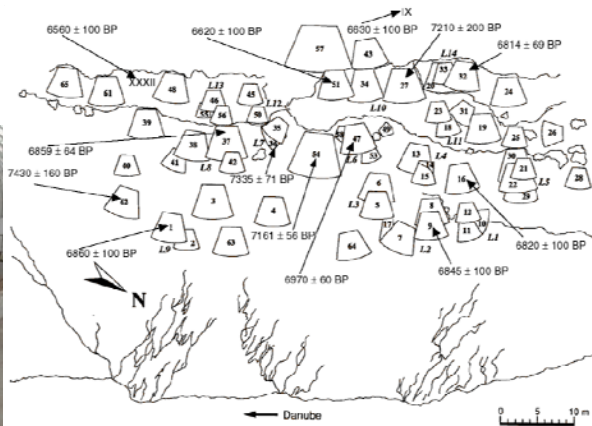 IX
6620 ± 100 BP
6630 ± 100 BP
7210 ± 200 BP
6560 ± 100 BP
6814 ± 69 BP
57
43
L14
33
32
65
61
XXXII
48
L13
45
51
34
27
20
24
46
L12
L10
55
56
50
23
31
39
35
18
19
26
25
L11
38
37
L7
36
47
49
6859 ± 64 BP
41
42
L8
84
L6
53
13
L4
30
40
14
15
21
28
7430 ± 160 BP
7335 ± 71 BP
6
16
22
L5
29
62
3
L3
5
8
12
4
1
17
9
10
11
L1
6860 ± 100 BP
2
63
7161 ± 56 BP
64
7
L2
6820 ± 100 BP
L9
6970 ± 60 BP
6845 ± 100 BP
N
Danube
0 5 10 m